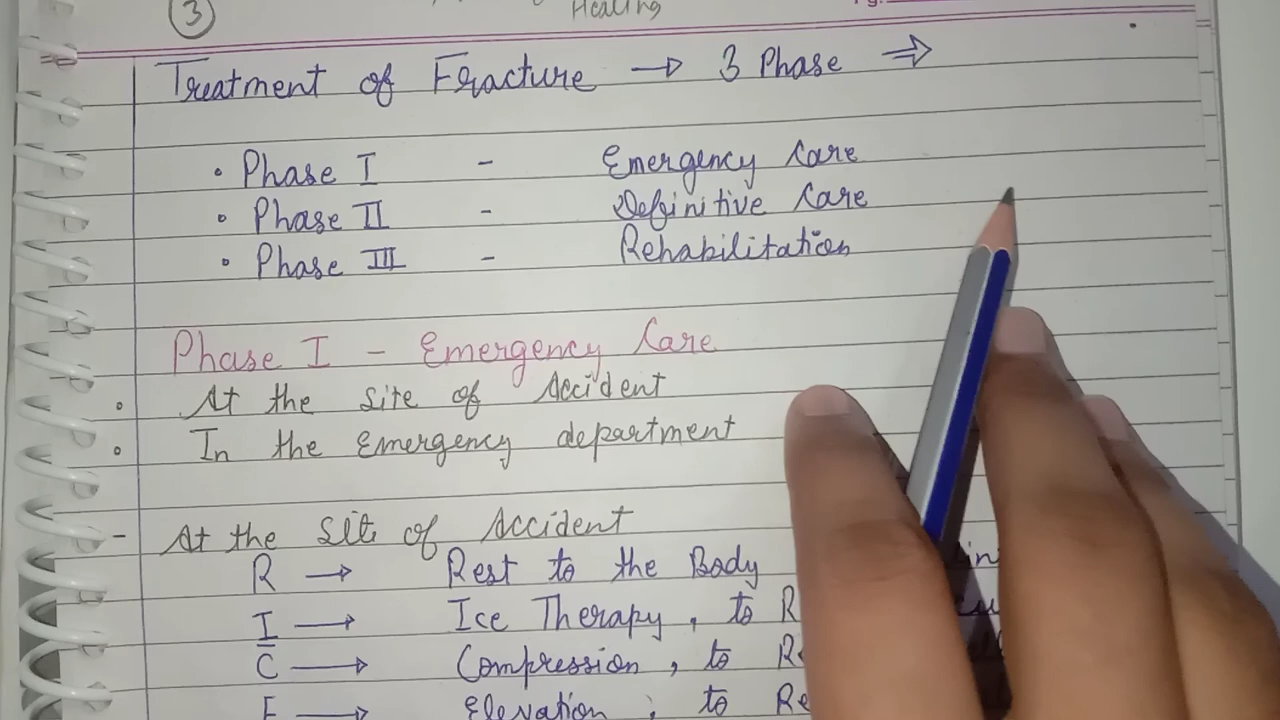 3
Healing
Treatment of Fracture → 3 Phase ⇒
• Phase I - Emergency Care
• Phase II - Definitive Care
• Phase III - Rehabilitation
Phase I - Emergency Care
• At the site of Accident
• In the Emergency department
- At the Site of Accident
R → Rest to the Body
I → Ice Therapy, to
C → Compression, to
E → Elevation, to